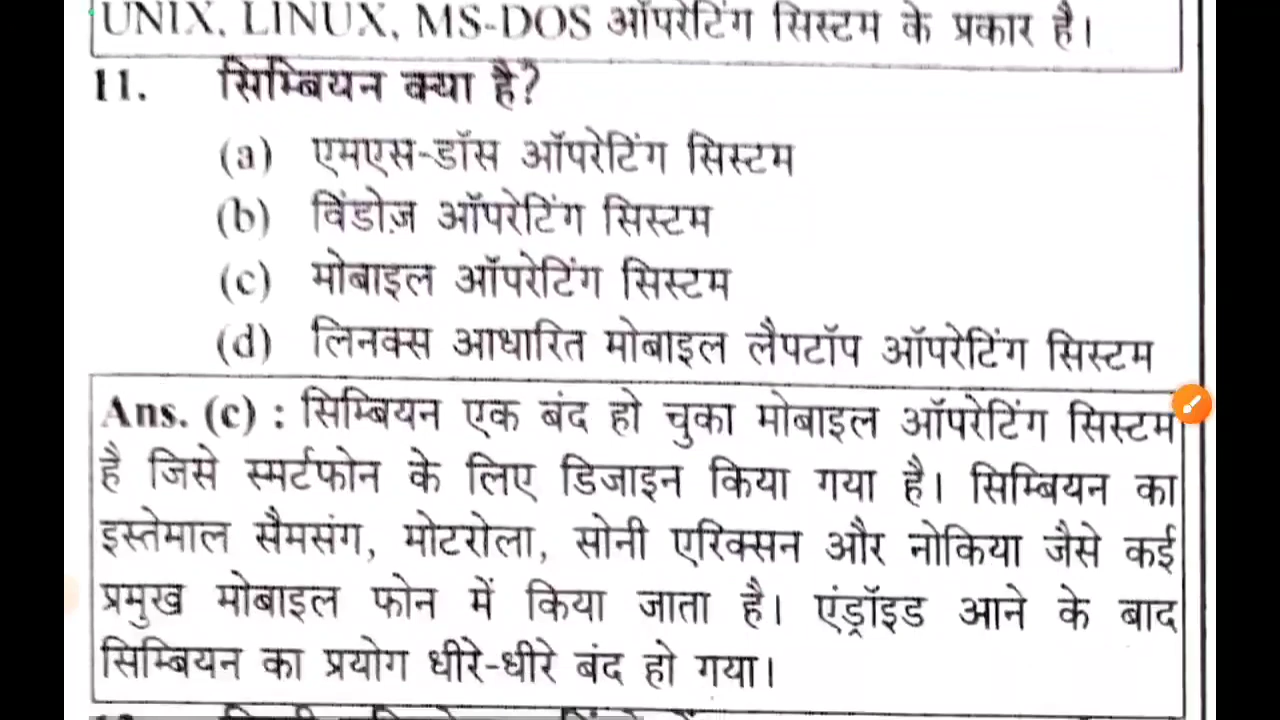 UNIX, LINUX, MS-DOS ऑपरेटिंग सिस्टम के प्रकार है।
11. सिम्बियन क्या है?
(a) एमएस-डॉस ऑपरेटिंग सिस्टम
(b) विंडोज़ ऑपरेटिंग सिस्टम
(c) मोबाइल ऑपरेटिंग सिस्टम
(d) लिनक्स आधारित मोबाइल लैपटॉप ऑपरेटिंग सिस्टम
Ans. (c) : सिम्बियन एक बंद हो चुका मोबाइल ऑपरेटिंग सिस्टम
है जिसे स्मार्टफोन के लिए डिजाइन किया गया है। सिम्बियन का
इस्तेमाल सैमसंग, मोटरोला, सोनी एरिक्सन और नोकिया जैसे कई
प्रमुख मोबाइल फोन में किया जाता है। एंड्रॉइड आने के बाद
सिम्बियन का प्रयोग धीरे-धीरे बंद हो गया।